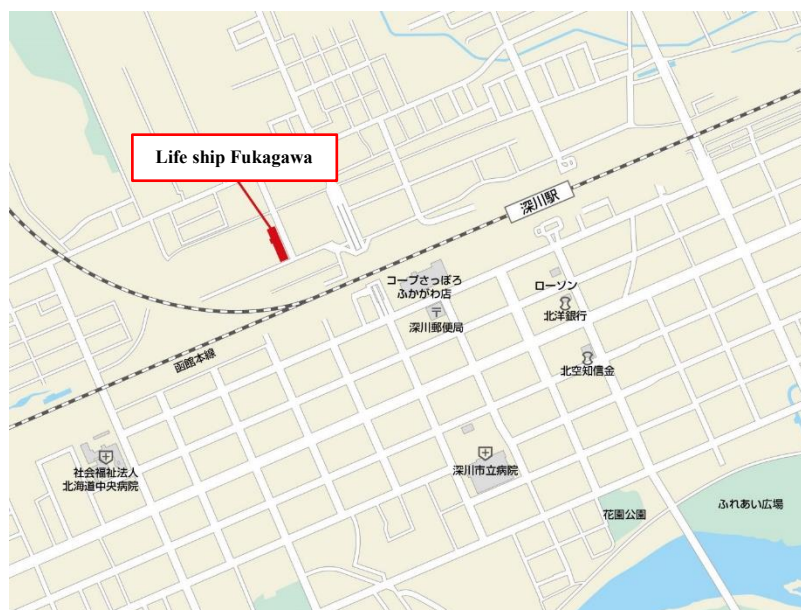 Life ship Fukagawa
深川駅
コープさっぽろ
ふかがわ店
深川郵便局
ローソン
北洋銀行
北空知信金
函館本線
社会福祉法人
北海道中央病院
深川市立病院
花園公園
ふれあい広場